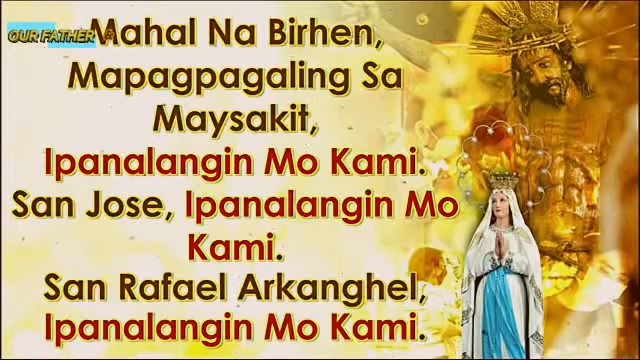 OUR FATHER
Mahal Na Birhen,
Mapagpagaling Sa
Maysakit,
Ipanalangin Mo Kami.
San Jose, Ipanalangin Mo
Kami.
San Rafael Arkanghel,
Ipanalangin Mo Kami.